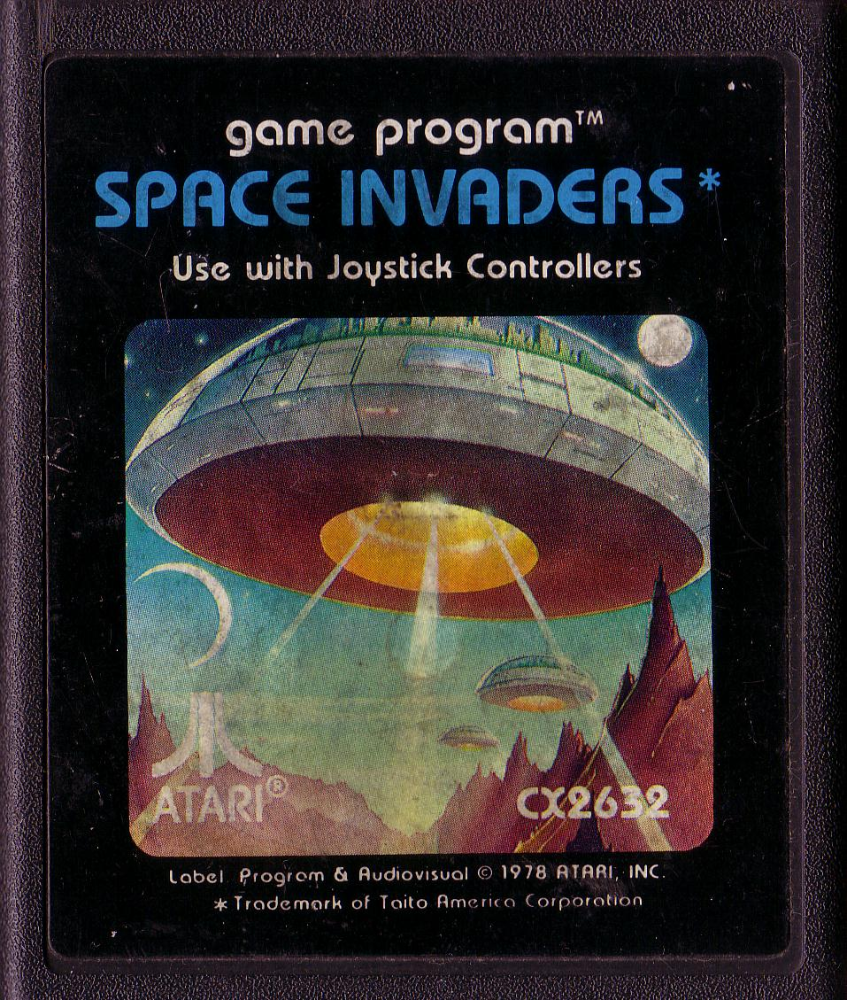 game program™
SPACE INVADERS*
Use with Joystick Controllers
ATARI®
CX2632
Label Program & Audiovisual © 1978 ATARI, INC.
*Trademark of Taito America Corporation